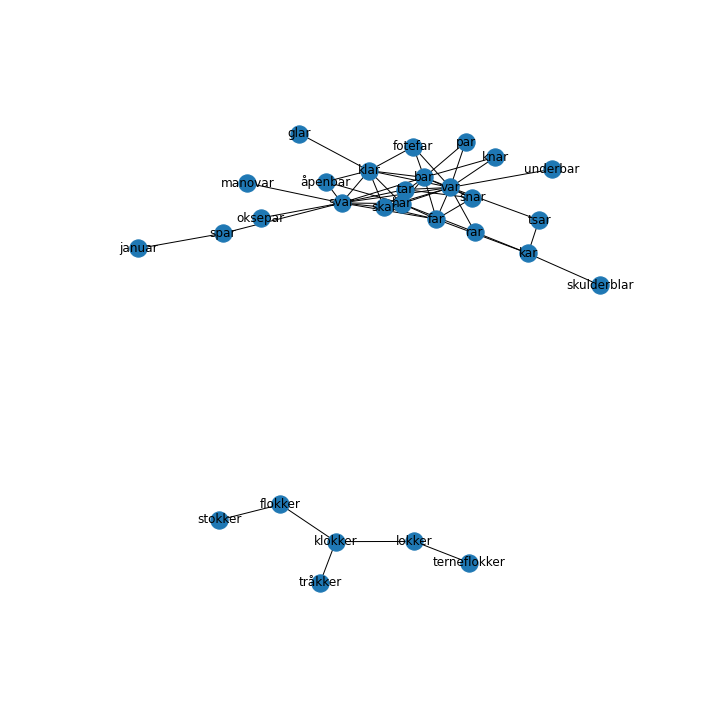 glar
fotefar
par
knar
klar
underbar
bar
manovar
åpenbar
tar
var
snar
svar
skar
har
oksepar
far
tsar
spar
rar
januar
kar
skulderblar
flokker
stokker
klokker
lokker
terneflokker
tråkker